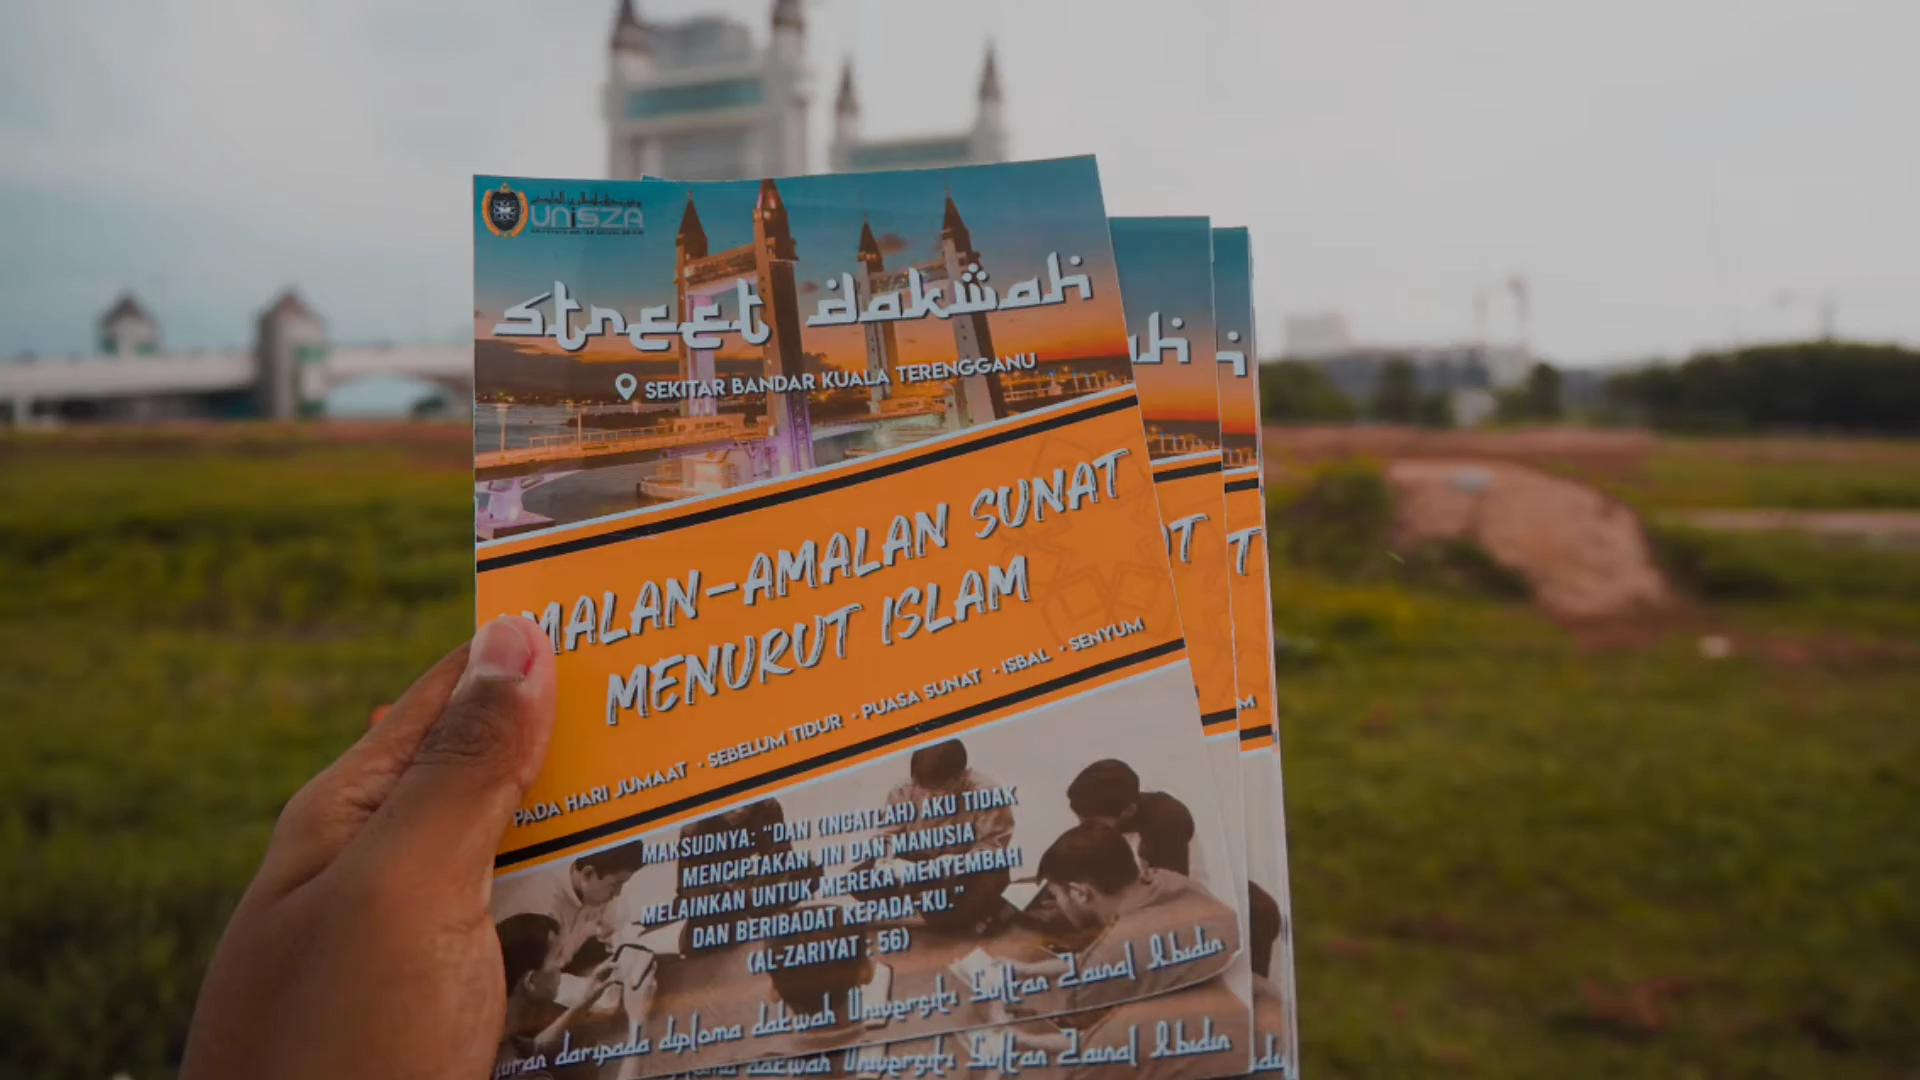 UNISZA
street dakwah
SEKITAR BANDAR KUALA TERENGGANU
AMALAN-AMALAN SUNAT
MENURUT ISLAM
PADA HARI JUMAAT · SEBELUM TIDUR · PUASA SUNAT · ISBAL · SENYUM
MAKSUDNYA: "DAN (INGATLAH) AKU TIDAK
MENCIPTAKAN JIN DAN MANUSIA
MELAINKAN UNTUK MEREKA MENYEMBAH
DAN BERIBADAT KEPADA-KU."
(AL-ZARIYAT : 56)
daripada diploma dakwah Universiti Sultan Zainal Abidin
dakwah Universiti Sultan Zainal Abidin